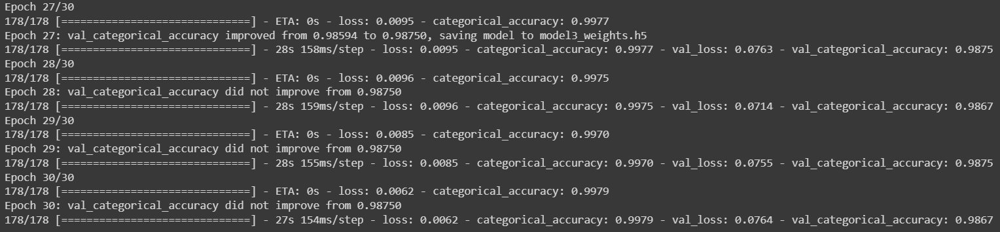 Epoch 27/30
178/178 [==============================] - ETA: 0s - loss: 0.0095 - categorical_accuracy: 0.9977
Epoch 27: val_categorical_accuracy improved from 0.98594 to 0.98750, saving model to model3_weights.h5
178/178 [==============================] - 28s 158ms/step - loss: 0.0095 - categorical_accuracy: 0.9977 - val_loss: 0.0763 - val_categorical_accuracy: 0.9875
Epoch 28/30
178/178 [==============================] - ETA: 0s - loss: 0.0096 - categorical_accuracy: 0.9975
Epoch 28: val_categorical_accuracy did not improve from 0.98750
178/178 [==============================] - 28s 159ms/step - loss: 0.0096 - categorical_accuracy: 0.9975 - val_loss: 0.0714 - val_categorical_accuracy: 0.9867
Epoch 29/30
178/178 [==============================] - ETA: 0s - loss: 0.0085 - categorical_accuracy: 0.9970
Epoch 29: val_categorical_accuracy did not improve from 0.98750
178/178 [==============================] - 28s 155ms/step - loss: 0.0085 - categorical_accuracy: 0.9970 - val_loss: 0.0755 - val_categorical_accuracy: 0.9875
Epoch 30/30
178/178 [==============================] - ETA: 0s - loss: 0.0062 - categorical_accuracy: 0.9979
Epoch 30: val_categorical_accuracy did not improve from 0.98750
178/178 [==============================] - 27s 154ms/step - loss: 0.0062 - categorical_accuracy: 0.9979 - val_loss: 0.0764 - val_categorical_accuracy: 0.9867